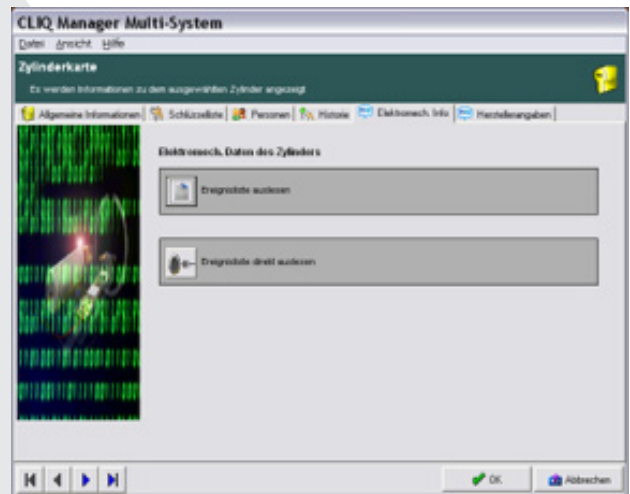 CLIQ Manager Multi-System
Datei Ansicht Hilfe
Zylinderkarte
Es werden Informationen zu dem ausgewählten Zylinder angezeigt
Allgemeine Informationen Schlüsselliste Personen Historie Elektromech. Info Herstellerangaben
Elektromech. Daten des Zylinders
Ereignisliste auslesen
Ereignisliste direkt auslesen
OK Abbrechen